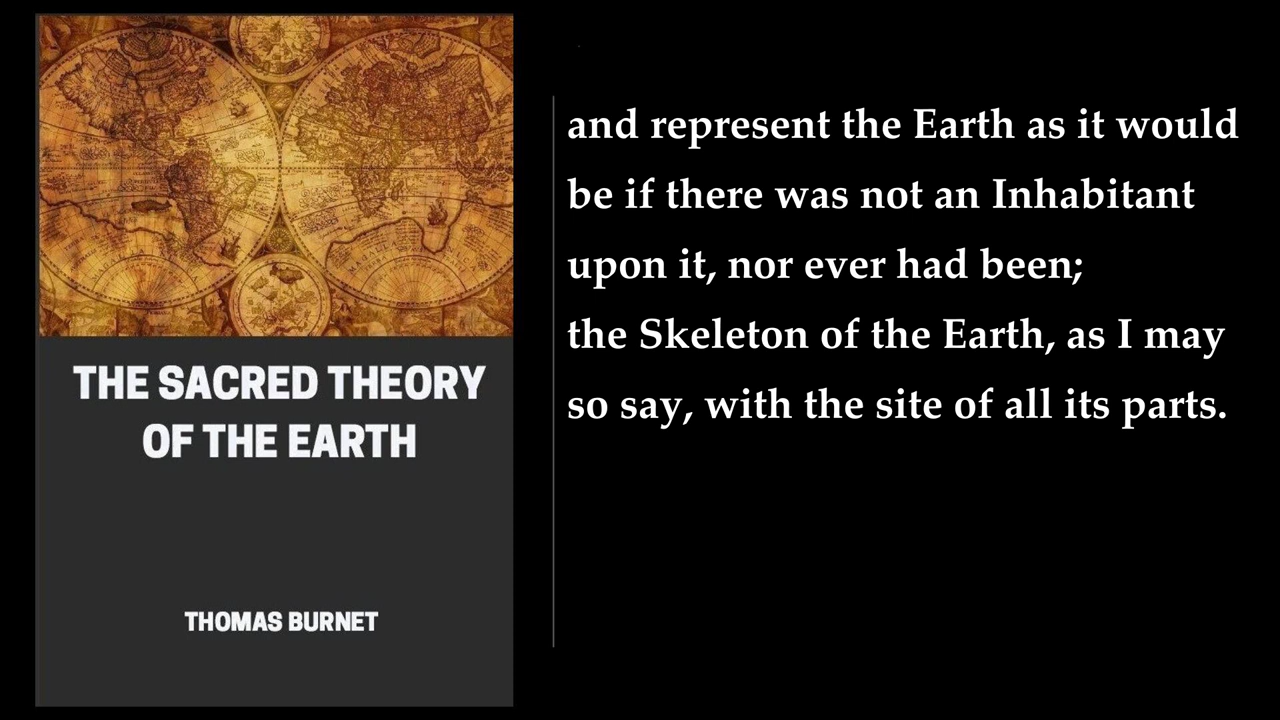 THE SACRED THEORY
OF THE EARTH
THOMAS BURNET
and represent the Earth as it would
be if there was not an Inhabitant
upon it, nor ever had been;
the Skeleton of the Earth, as I may
so say, with the site of all its parts.